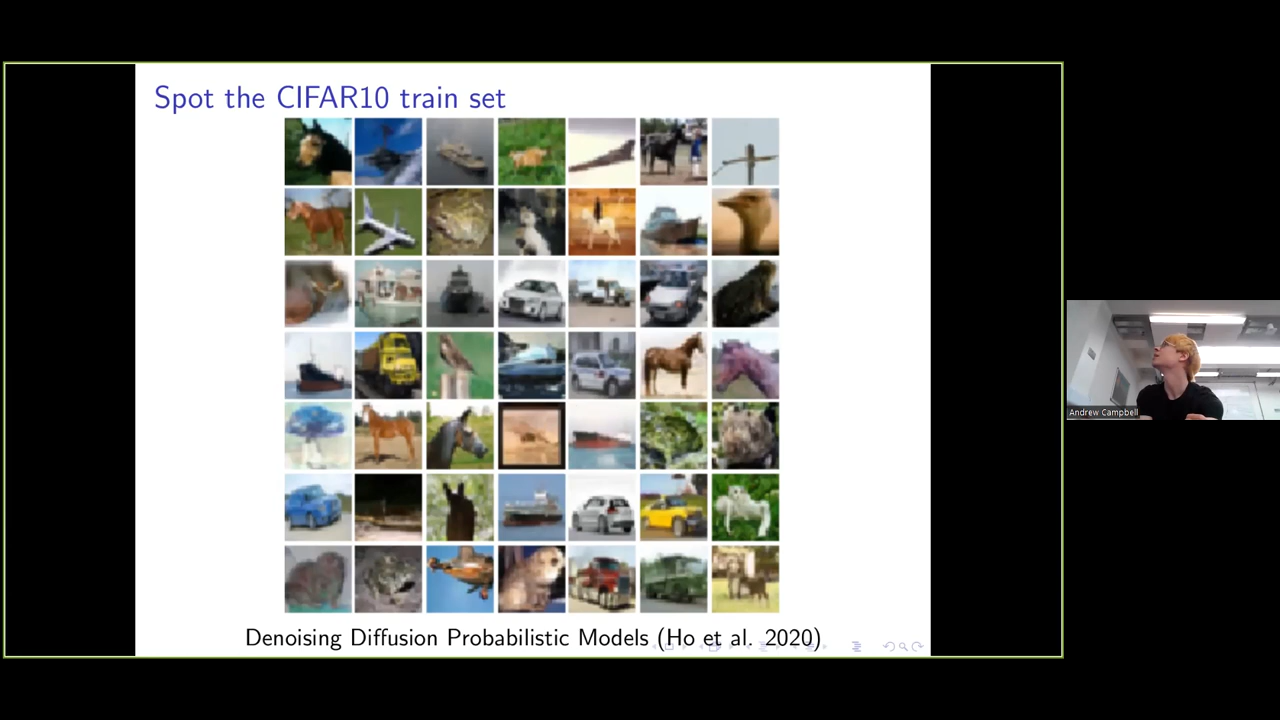 Spot the CIFAR10 train set
Andrew Campbell
Denoising Diffusion Probabilistic Models (Ho et al. 2020)